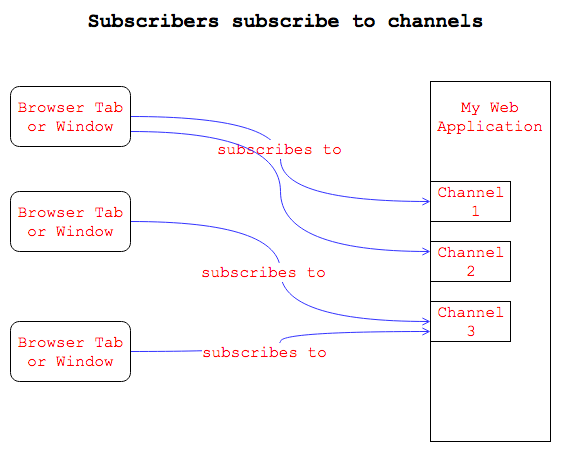 Subscribers subscribe to channels
Browser Tab
or Window
My Web
Application
subscribes to
Channel
1
Browser Tab
or Window
Channel
2
subscribes to
Channel
3
Browser Tab
or Window
subscribes to